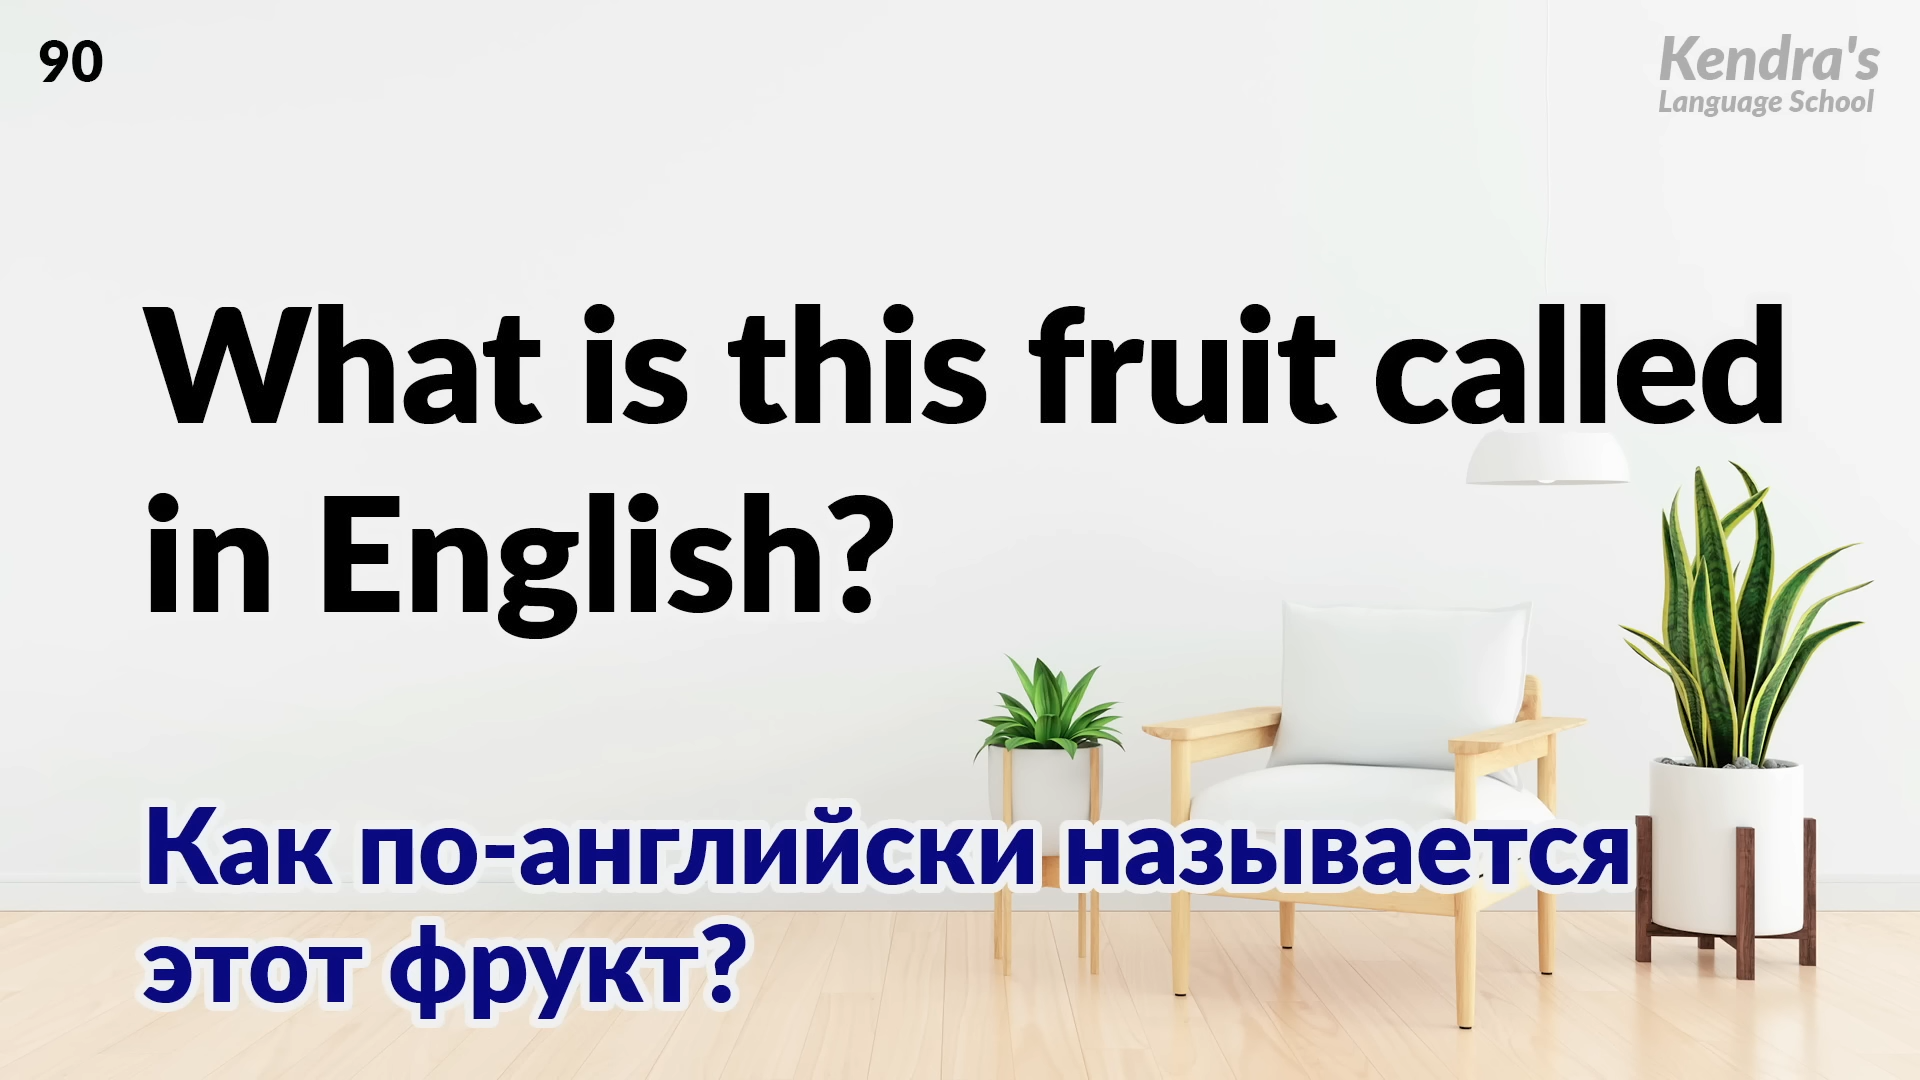 90
Kendra's
Language School
What is this fruit called
in English?
Как по-английски называется
этот фрукт?